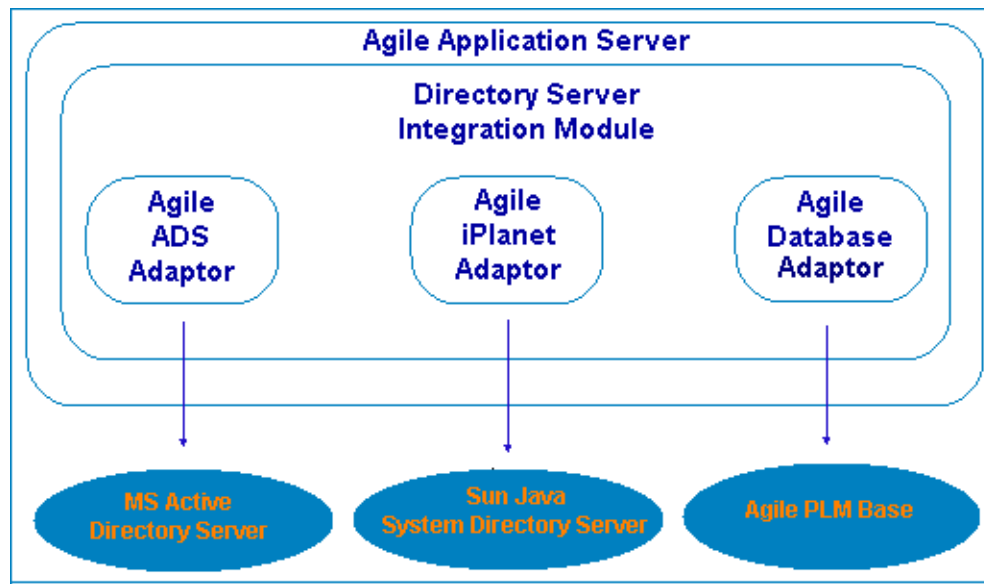 Agile Application Server
Directory Server
Integration Module
Agile
ADS
Adaptor
Agile
iPlanet
Adaptor
Agile
Database
Adaptor
MS Active
Directory Server
Sun Java
System Directory Server
Agile PLM Base